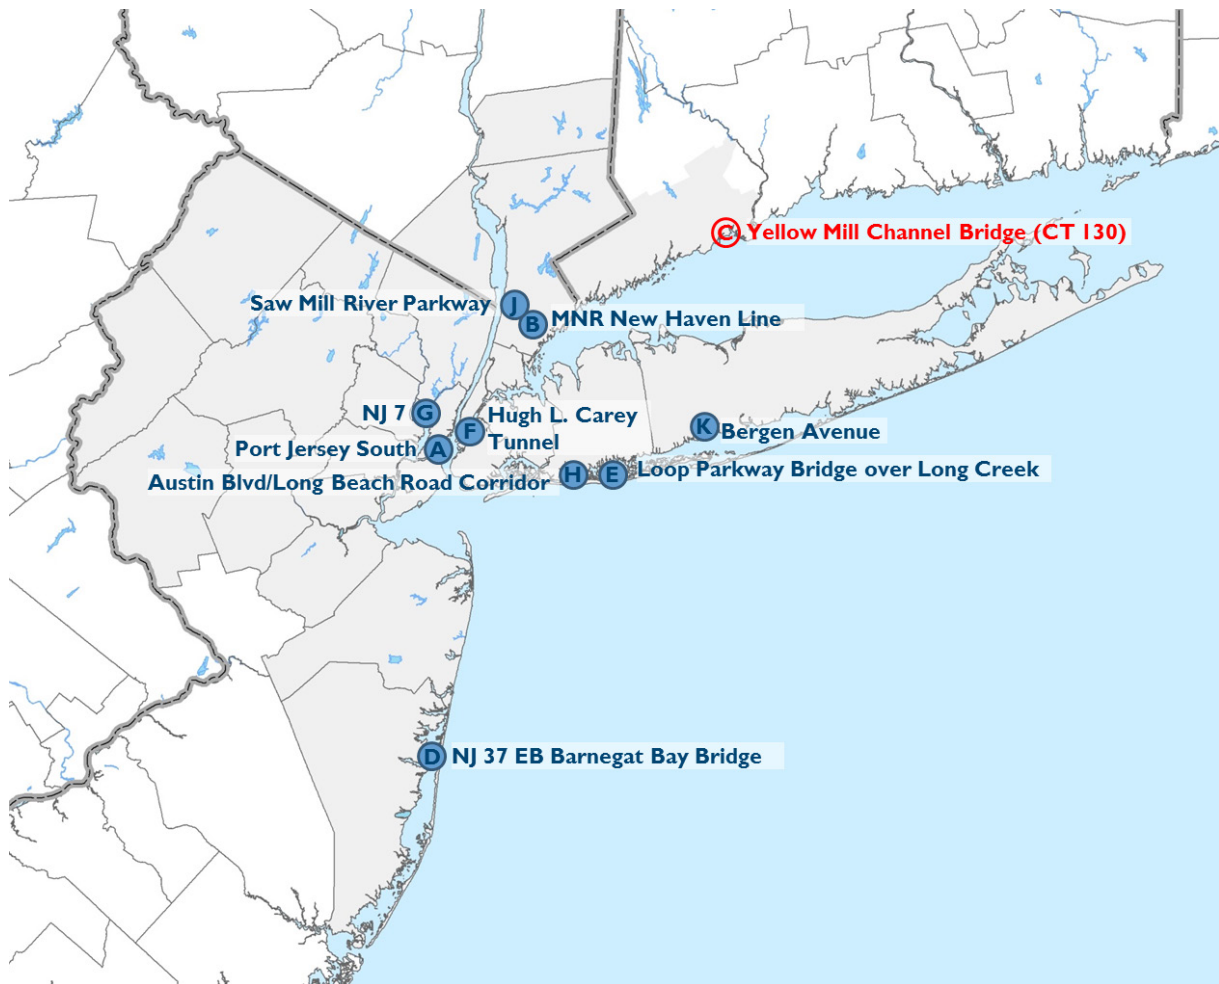 C Yellow Mill Channel Bridge (CT 130)
Saw Mill River Parkway J
B MNR New Haven Line
NJ 7 G
F Hugh L. Carey
Tunnel
Port Jersey South A
K Bergen Avenue
Austin Blvd/Long Beach Road Corridor H
E Loop Parkway Bridge over Long Creek
D NJ 37 EB Barnegat Bay Bridge